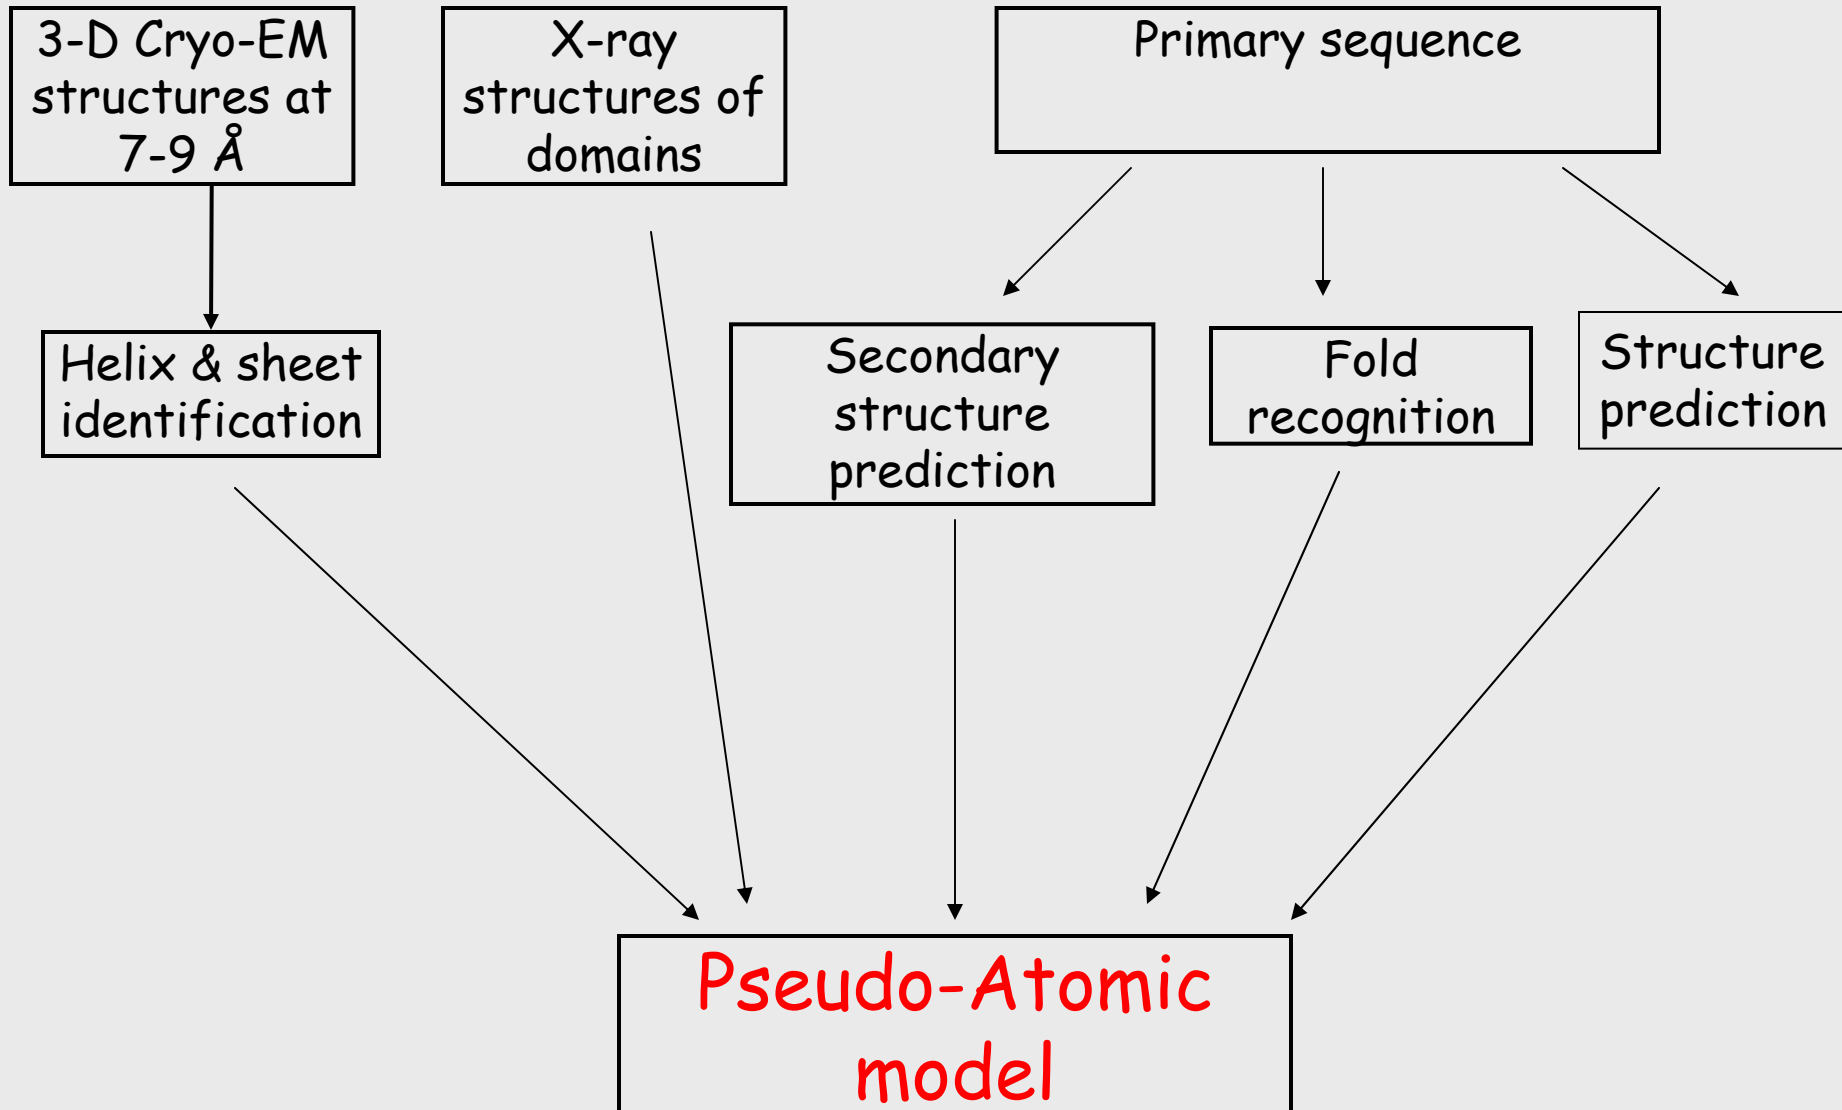 3-D Cryo-EM
structures at
7-9 Å
X-ray
structures of
domains
Primary sequence
Helix & sheet
identification
Secondary
structure
prediction
Fold
recognition
Structure
prediction
Pseudo-Atomic
model